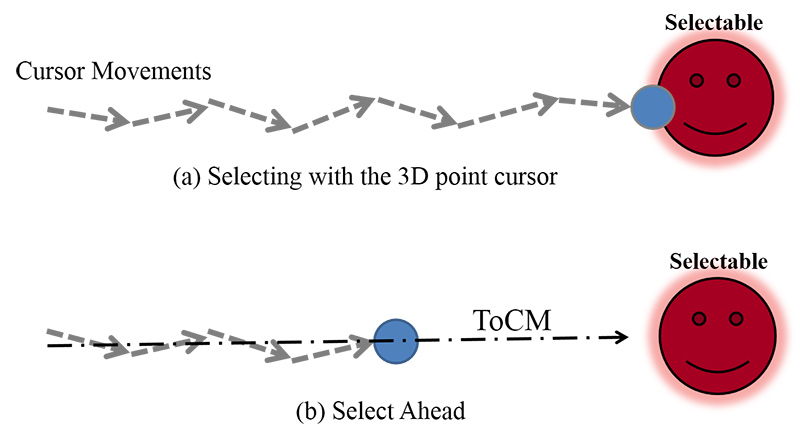 Selectable
Cursor Movements
(a) Selecting with the 3D point cursor
Selectable
ToCM
(b) Select Ahead